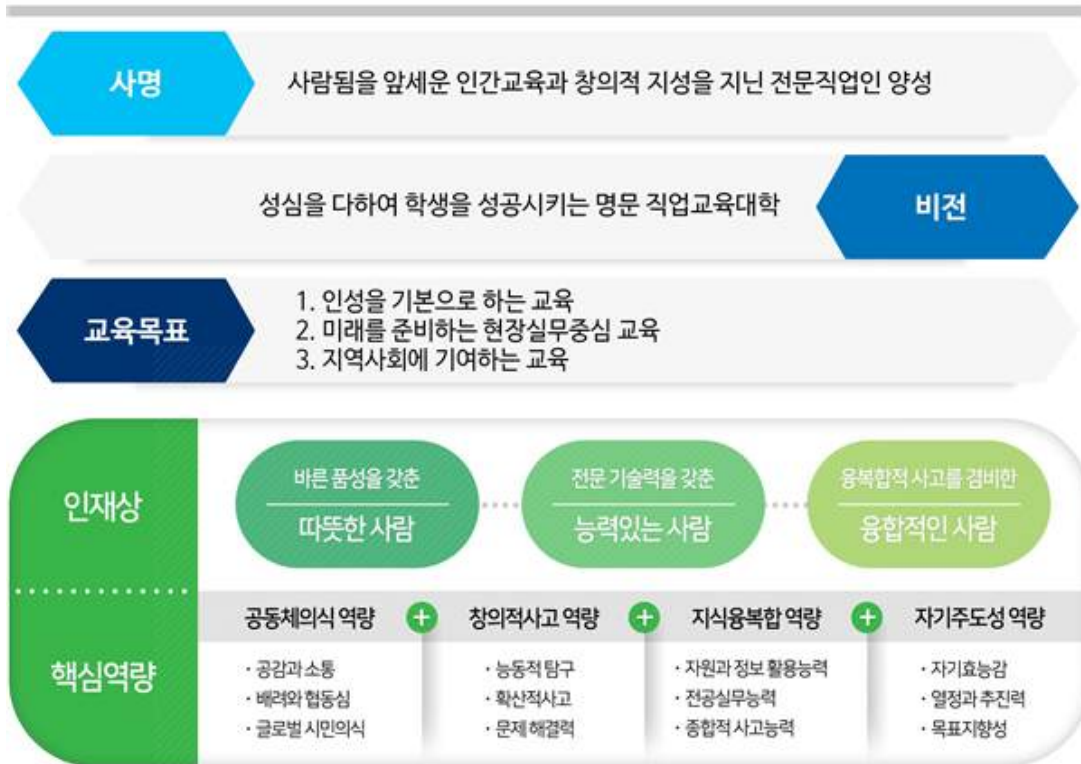 사명
사람됨을 앞세운 인간교육과 창의적 지성을 지닌 전문직업인 양성
성심을 다하여 학생을 성공시키는 명문 직업교육대학
비전
교육목표
1. 인성을 기본으로 하는 교육
2. 미래를 준비하는 현장실무중심 교육
3. 지역사회에 기여하는 교육
인재상
바른 품성을 갖춘
따뜻한 사람
전문 기술력을 갖춘
능력있는 사람
융복합적 사고를 겸비한
융합적인 사람
핵심역량
공동체의식 역량
· 공감과 소통
· 배려와 협동심
· 글로벌 시민의식
+
창의적사고 역량
· 능동적 탐구
· 확산적사고
· 문제 해결력
+
지식융복합 역량
· 자원과 정보 활용능력
· 전공실무능력
· 종합적 사고능력
+
자기주도성 역량
· 자기효능감
· 열정과 추진력
· 목표지향성